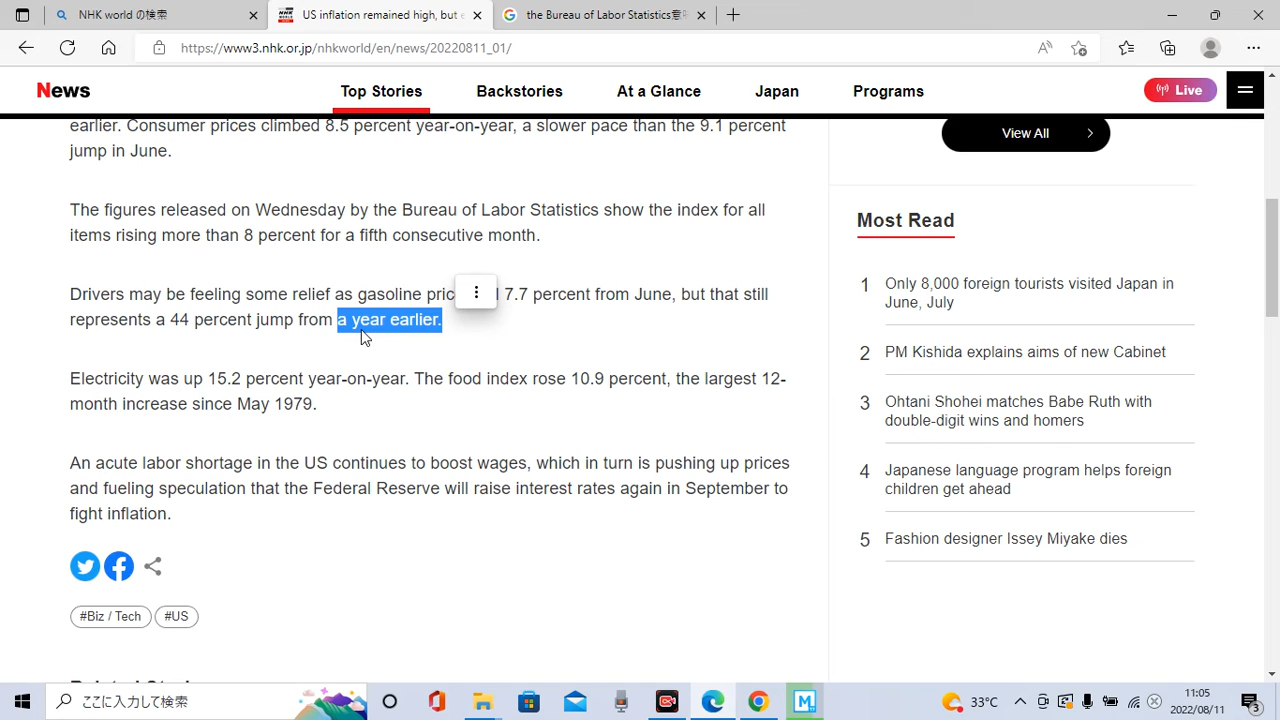 NHK world の検索
US inflation remained high, but e
the Bureau of Labor Statistics意
https://www3.nhk.or.jp/nhkworld/en/news/20220811_01/
News
Top Stories
Backstories
At a Glance
Japan
Programs
Live
earlier. Consumer prices climbed 8.5 percent year-on-year, a slower pace than the 9.1 percent
jump in June.
The figures released on Wednesday by the Bureau of Labor Statistics show the index for all
items rising more than 8 percent for a fifth consecutive month.
Drivers may be feeling some relief as gasoline pric 7.7 percent from June, but that still
represents a 44 percent jump from a year earlier.
Electricity was up 15.2 percent year-on-year. The food index rose 10.9 percent, the largest 12-
month increase since May 1979.
An acute labor shortage in the US continues to boost wages, which in turn is pushing up prices
and fueling speculation that the Federal Reserve will raise interest rates again in September to
fight inflation.
#Biz / Tech
#US
View All
Most Read
1 Only 8,000 foreign tourists visited Japan in
June, July
2 PM Kishida explains aims of new Cabinet
3 Ohtani Shohei matches Babe Ruth with
double-digit wins and homers
4 Japanese language program helps foreign
children get ahead
5 Fashion designer Issey Miyake dies
ここに入力して検索
33°C
11:05
2022/08/11
3